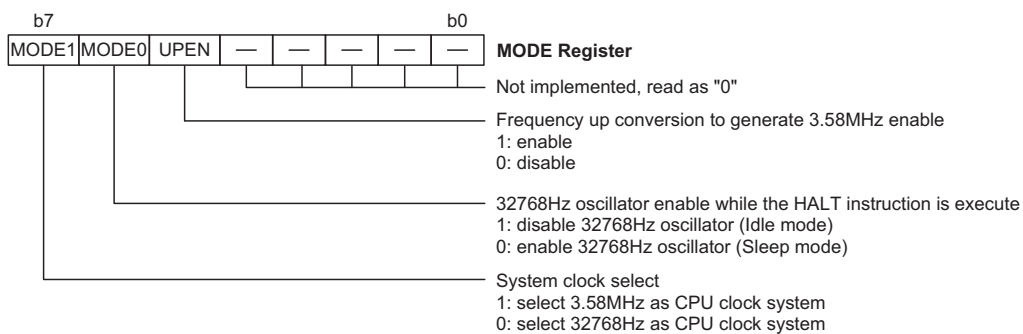 b7 b0
MODE1 MODE0 UPEN — — — — — MODE Register
Not implemented, read as "0"
Frequency up conversion to generate 3.58MHz enable
1: enable
0: disable
32768Hz oscillator enable while the HALT instruction is execute
1: disable 32768Hz oscillator (Idle mode)
0: enable 32768Hz oscillator (Sleep mode)
System clock select
1: select 3.58MHz as CPU clock system
0: select 32768Hz as CPU clock system